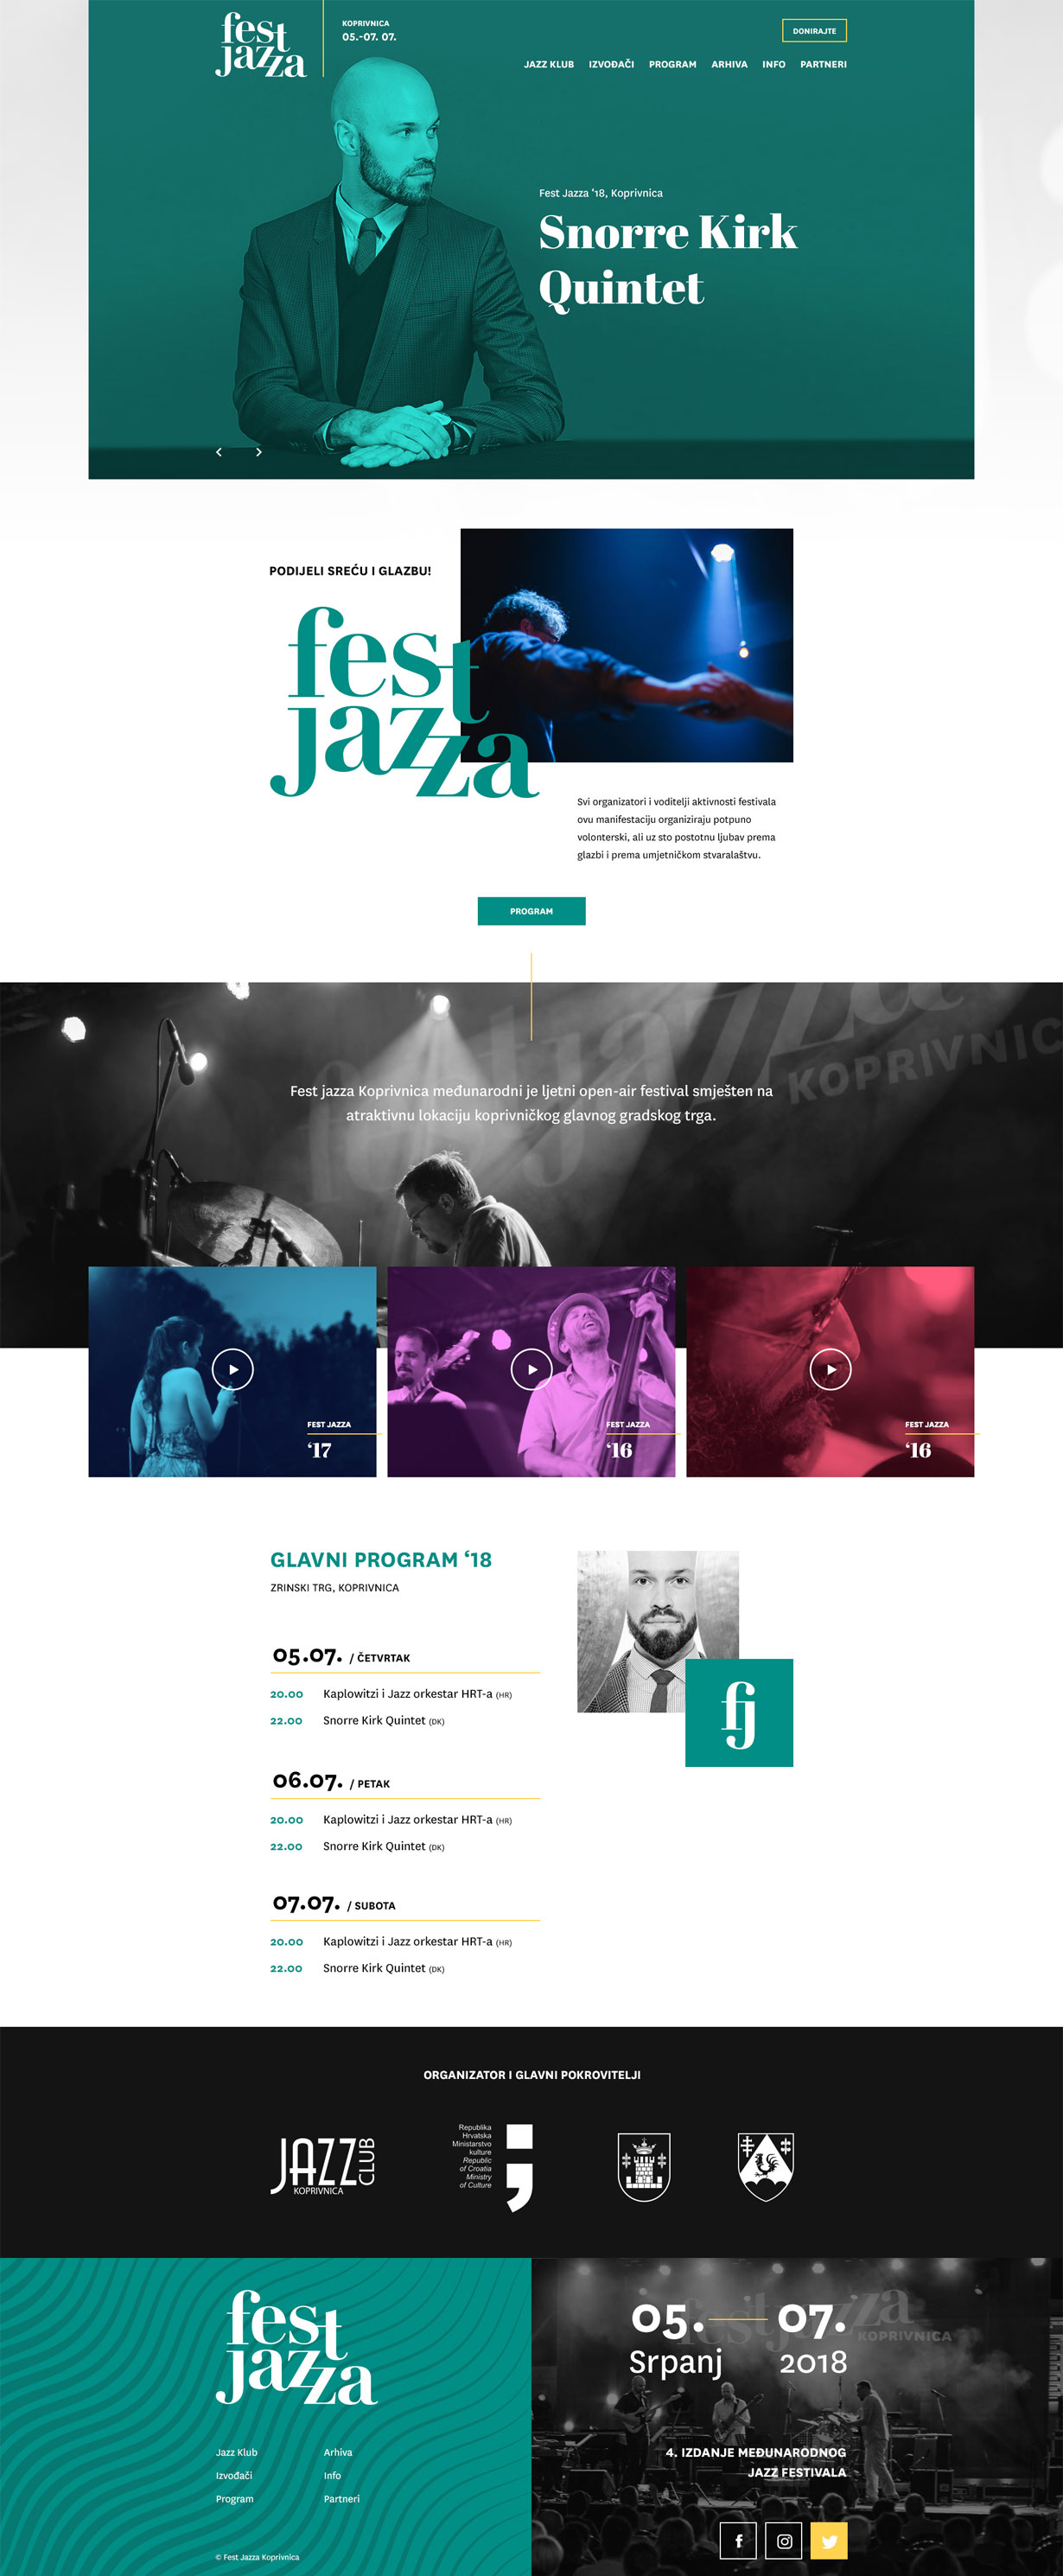 fest
jazza
KOPRIVNICA
05.-07. 07.
DONIRAJTE
JAZZ KLUB IZVOĐAČI PROGRAM ARHIVA INFO PARTNERI
Fest Jazza ‘18, Koprivnica
Snorre Kirk
Quintet
PODIJELI SREĆU I GLAZBU!
fest
jazza
Svi organizatori i voditelji aktivnosti festivala
ovu manifestaciju organiziraju potpuno
volonterski, ali uz sto postotnu ljubav prema
glazbi i prema umjetničkom stvaralaštvu.
PROGRAM
fest jazza
KOPRIVNIC
Fest jazza Koprivnica međunarodni je ljetni open-air festival smješten na
atraktivnu lokaciju koprivničkog glavnog gradskog trga.
FEST JAZZA
‘17
FEST JAZZA
‘16
FEST JAZZA
‘16
GLAVNI PROGRAM ‘18
ZRINSKI TRG, KOPRIVNICA
05.07. / ČETVRTAK
20.00 Kaplowitzi i Jazz orkestar HRT-a (HR)
22.00 Snorre Kirk Quintet (DK)
06.07. / PETAK
20.00 Kaplowitzi i Jazz orkestar HRT-a (HR)
22.00 Snorre Kirk Quintet (DK)
07.07. / SUBOTA
20.00 Kaplowitzi i Jazz orkestar HRT-a (HR)
22.00 Snorre Kirk Quintet (DK)
fj
ORGANIZATOR I GLAVNI POKROVITELJI
JAZZ CLUB
KOPRIVNICA
Republika
Hrvatska
Ministarstvo
kulture
Republic
of Croatia
Ministry
of Culture
fest
jazza
Jazz Klub Arhiva
Izvođači Info
Program Partneri
© Fest Jazza Koprivnica
fest jazza
KOPRIVNICA
05. 07.
Srpanj 2018
4. IZDANJE MEĐUNARODNOG
JAZZ FESTIVALA